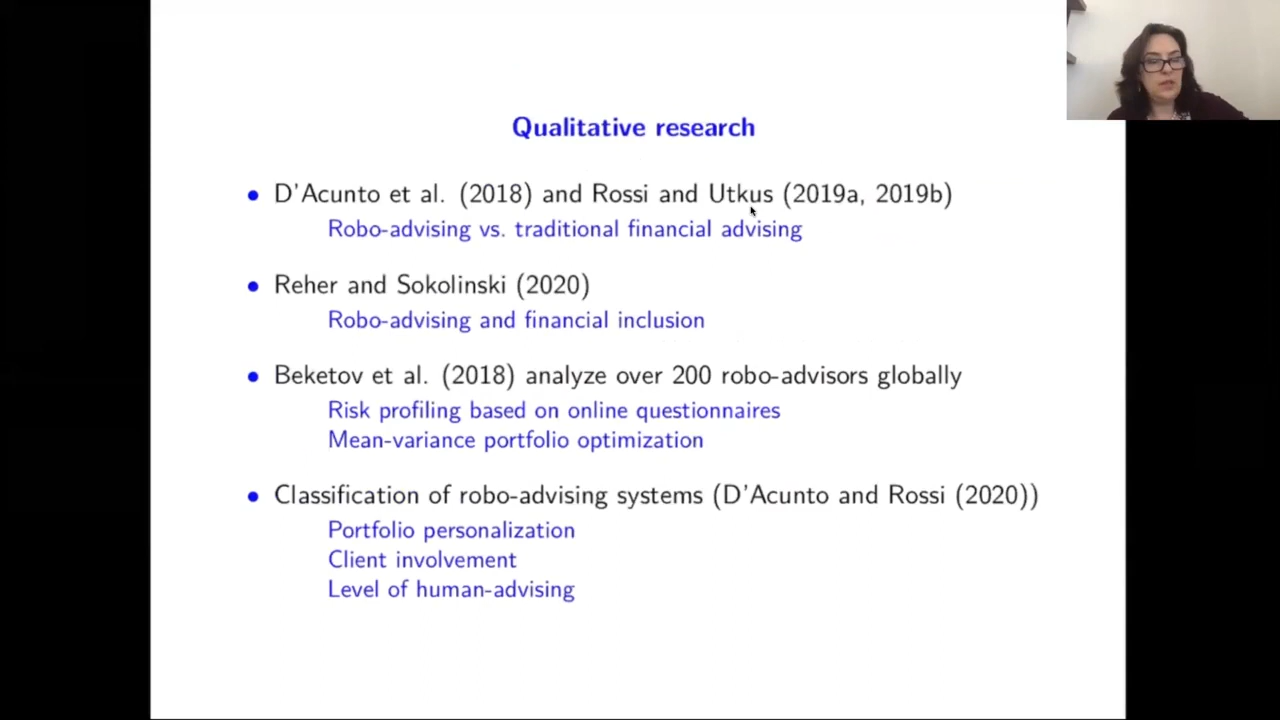 Qualitative research
• D'Acunto et al. (2018) and Rossi and Utkus (2019a, 2019b)
Robo-advising vs. traditional financial advising
• Reher and Sokolinski (2020)
Robo-advising and financial inclusion
• Beketov et al. (2018) analyze over 200 robo-advisors globally
Risk profiling based on online questionnaires
Mean-variance portfolio optimization
• Classification of robo-advising systems (D'Acunto and Rossi (2020))
Portfolio personalization
Client involvement
Level of human-advising